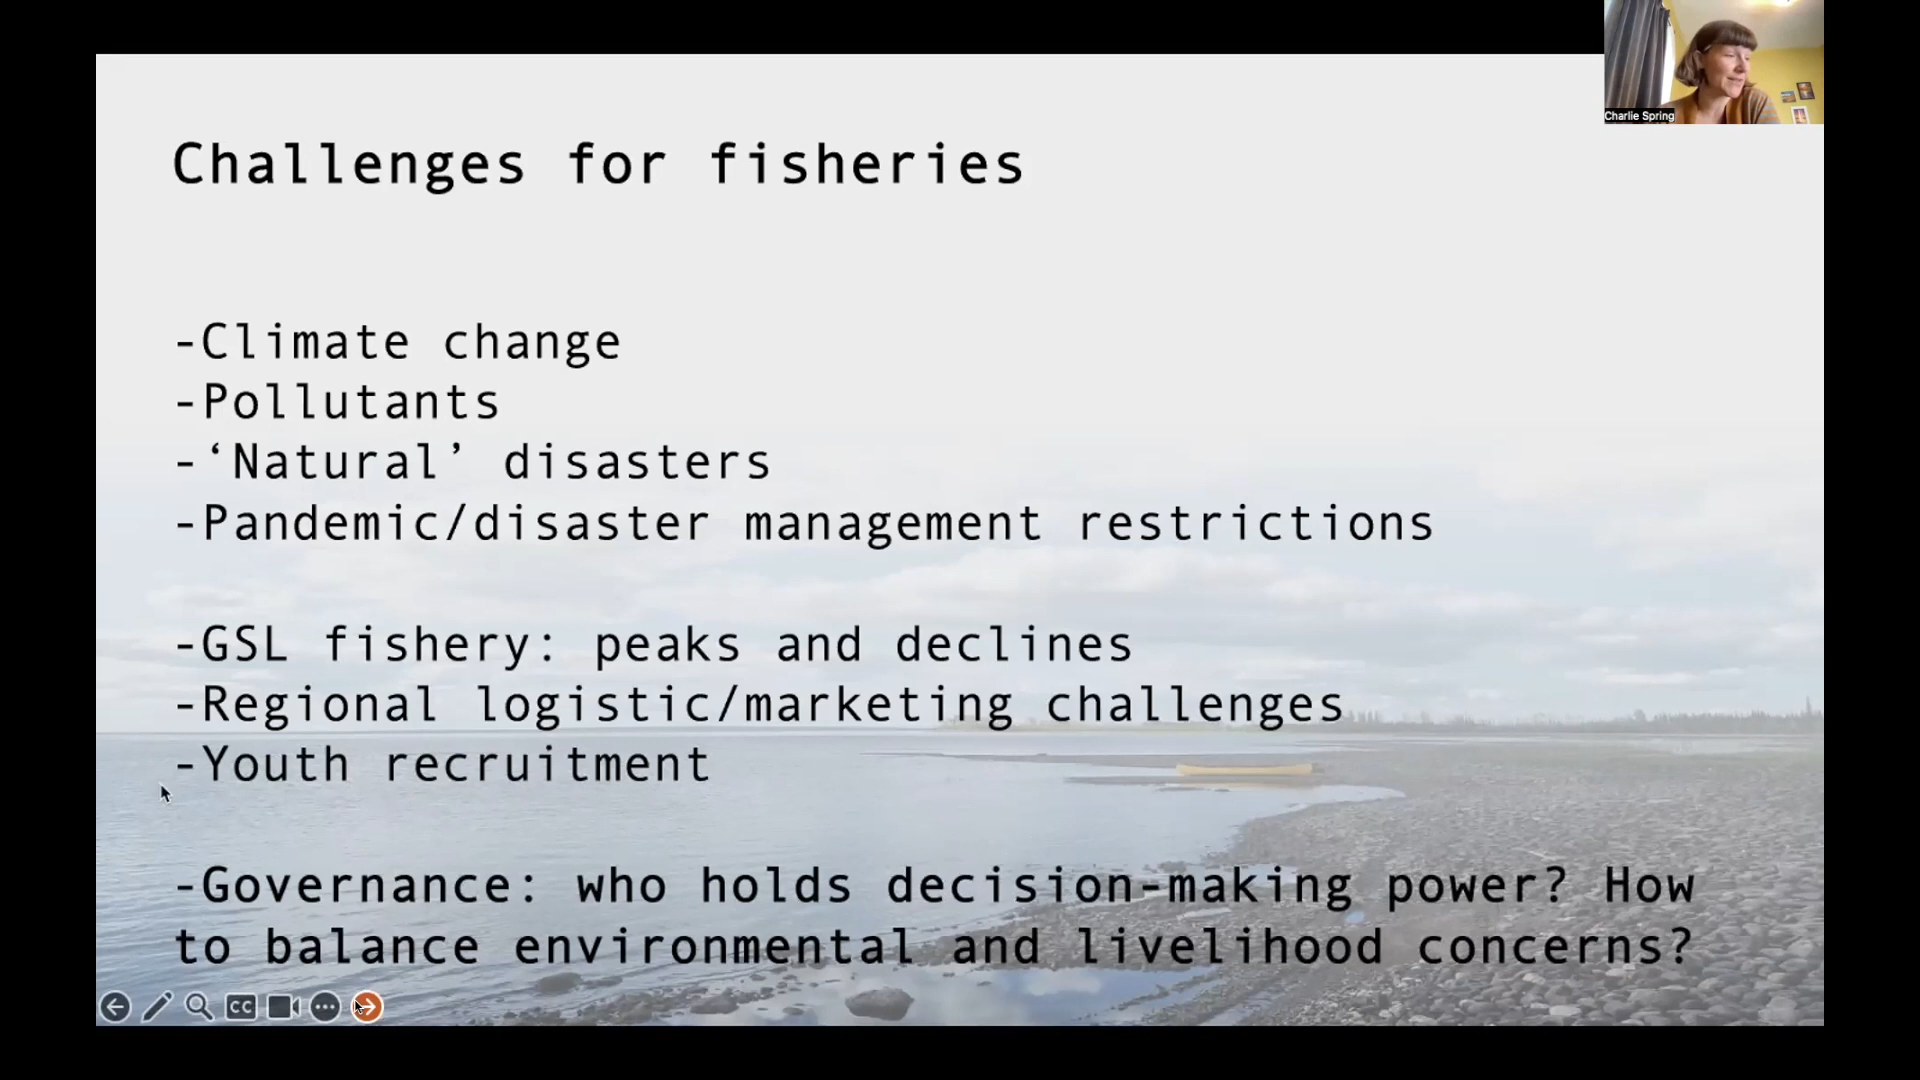 Charlie Spring
Challenges for fisheries
-Climate change
-Pollutants
-‘Natural’ disasters
-Pandemic/disaster management restrictions
-GSL fishery: peaks and declines
-Regional logistic/marketing challenges
-Youth recruitment
-Governance: who holds decision-making power? How
to balance environmental and livelihood concerns?
CC